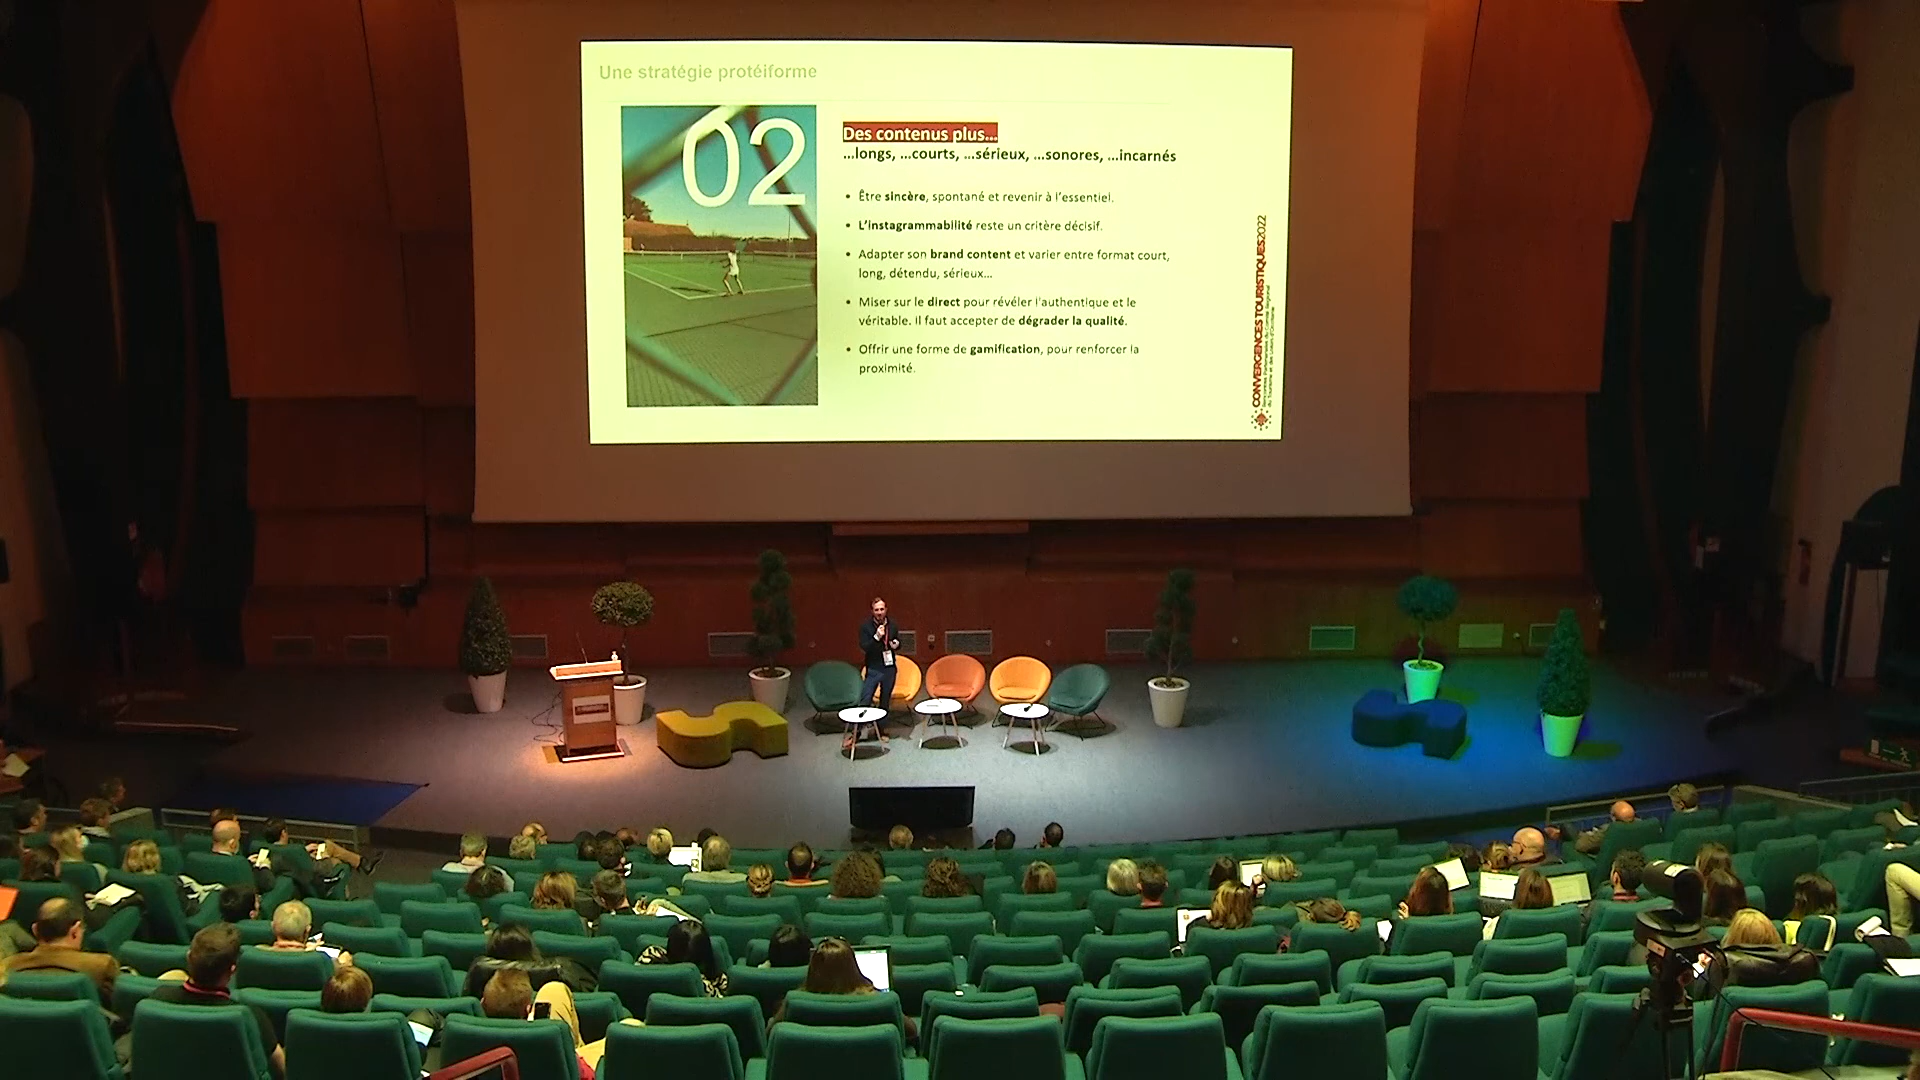 Une stratégie protéiforme
02
Des contenus plus...
...longs, ...courts, ...sérieux, ...sonores, ...incarnés
• Être sincère, spontané et revenir à l'essentiel.
• L'instagrammabilité reste un critère décisif.
• Adapter son brand content et varier entre format court,
long, détendu, sérieux...
• Miser sur le direct pour révéler l'authentique et le
véritable. Il faut accepter de dégrader la qualité.
• Offrir une forme de gamification, pour renforcer la
proximité.
CONVERGENCES TOURISTIQUES2022